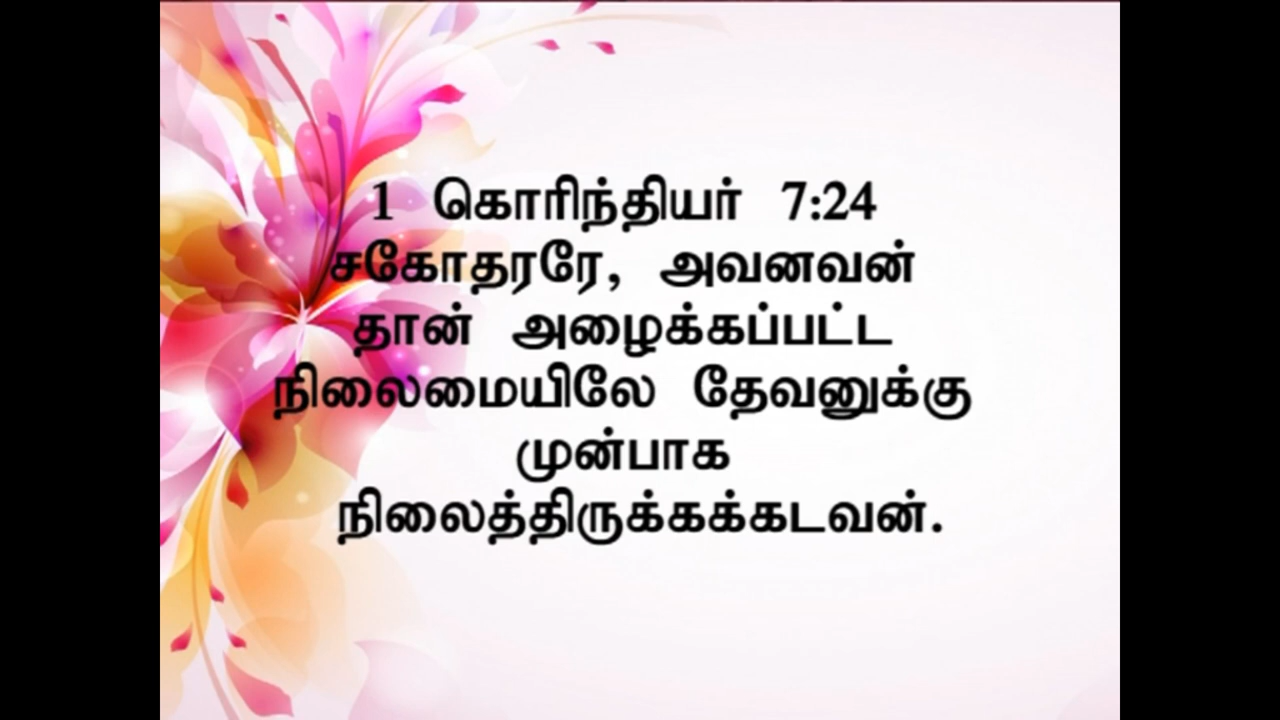 1 கொரிந்தியர் 7:24
சகோதரரே, அவனவன்
தான் அழைக்கப்பட்ட
நிலைமையிலே தேவனுக்கு
முன்பாக
நிலைத்திருக்கக்கடவன்.